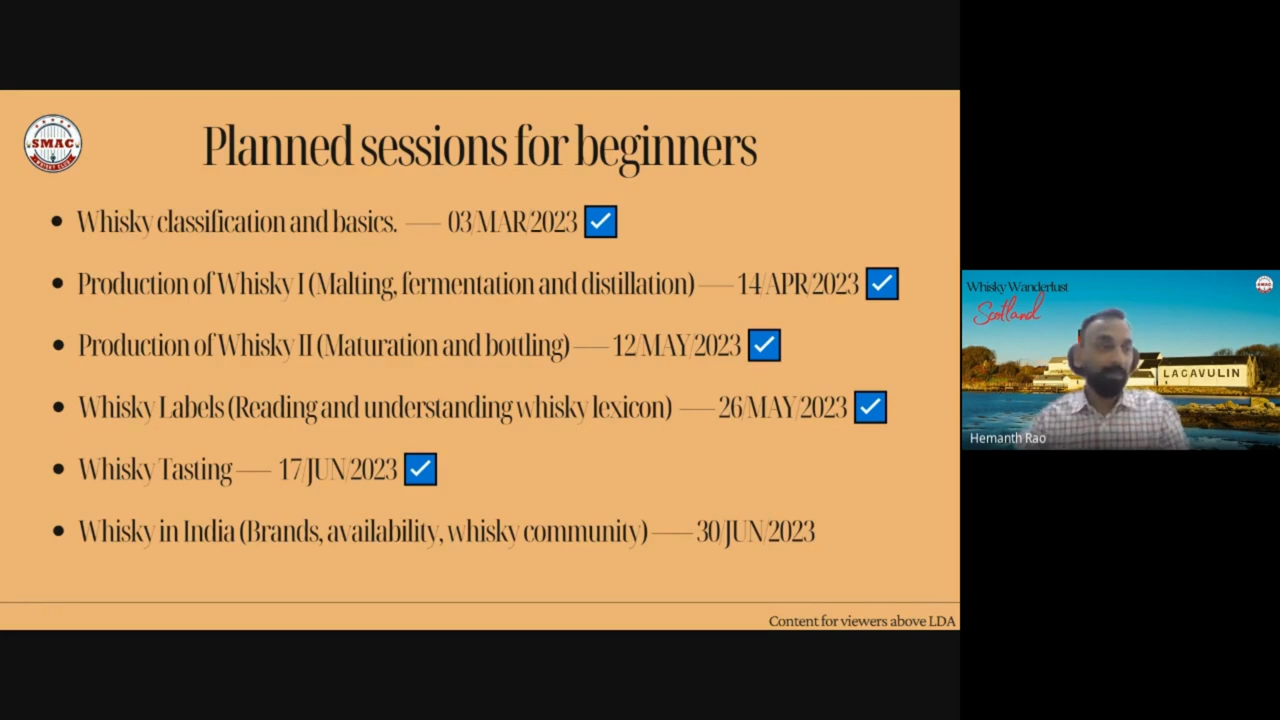 SMAC
Planned sessions for beginners
• Whisky classification and basics. —— 03/MAR/2023
• Production of Whisky I (Malting, fermentation and distillation) —— 14/APR/2023
• Production of Whisky II (Maturation and bottling) —— 12/MAY/2023
• Whisky Labels (Reading and understanding whisky lexicon) —— 26/MAY/2023
• Whisky Tasting —— 17/JUN/2023
• Whisky in India (Brands, availability, whisky community) —— 30/JUN/2023
Content for viewers above LDA
Whisky Wanderlust
Scotland
LAGAVULIN
Hemanth Rao